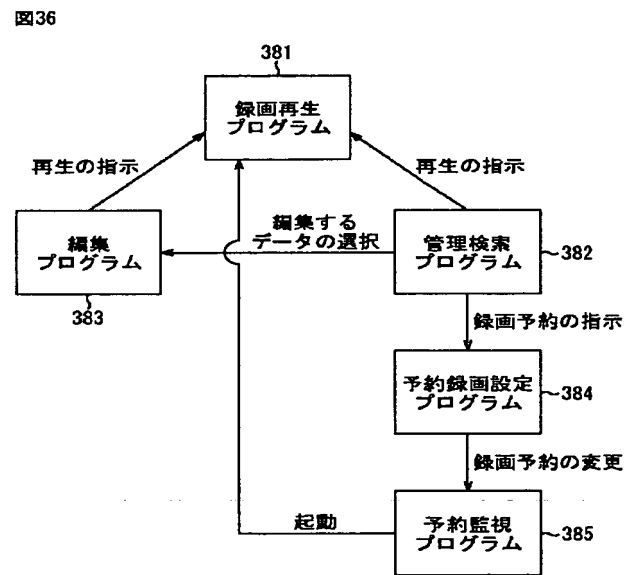 図36
381
録画再生
プログラム
再生の指示
再生の指示
編集
プログラム
383
編集する
データの選択
管理検索
プログラム
382
録画予約の指示
予約録画設定
プログラム
384
録画予約の変更
起動
予約監視
プログラム
385